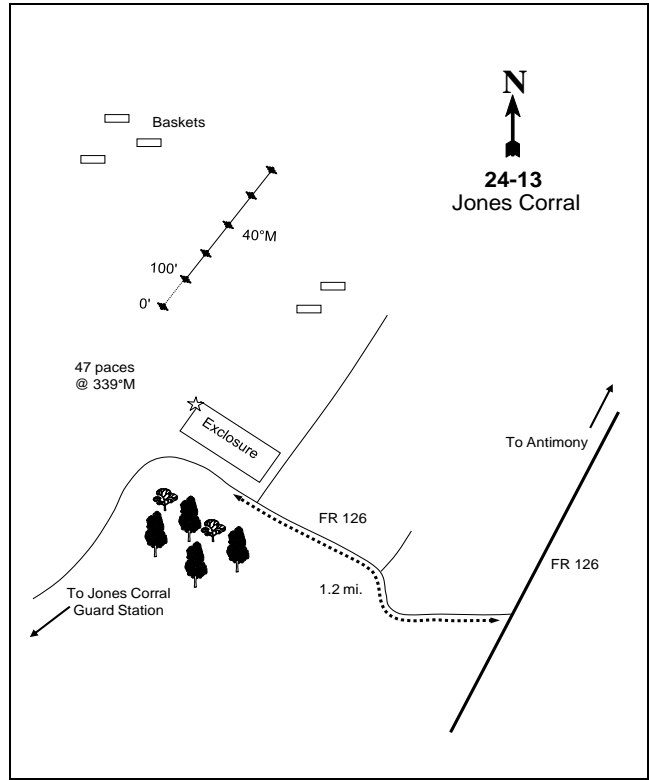 N
24-13
Jones Corral
Baskets
40°M
100'
0'
47 paces
@ 339°M
Exclosure
To Antimony
FR 126
FR 126
1.2 mi.
To Jones Corral
Guard Station